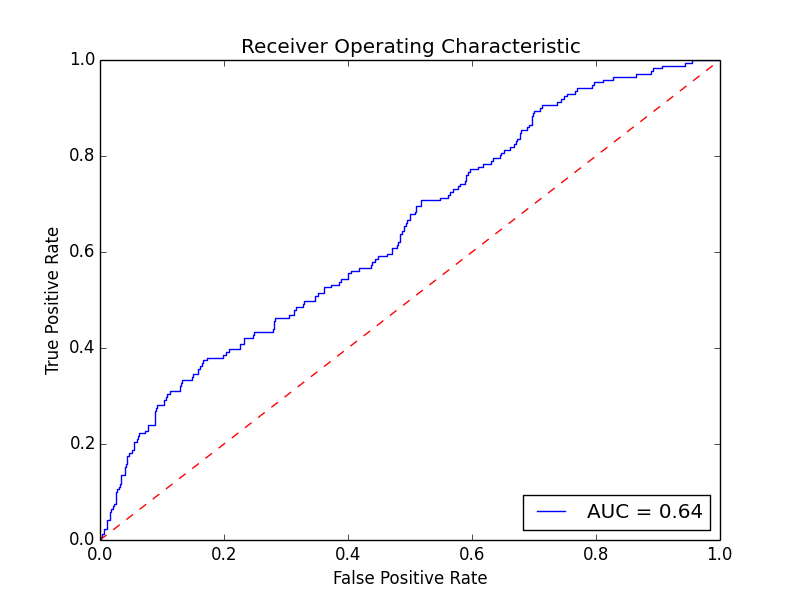 Receiver Operating Characteristic
1.0
0.8
0.6
0.4
0.2
0.0
True Positive Rate
AUC = 0.64
0.0 0.2 0.4 0.6 0.8 1.0
False Positive Rate